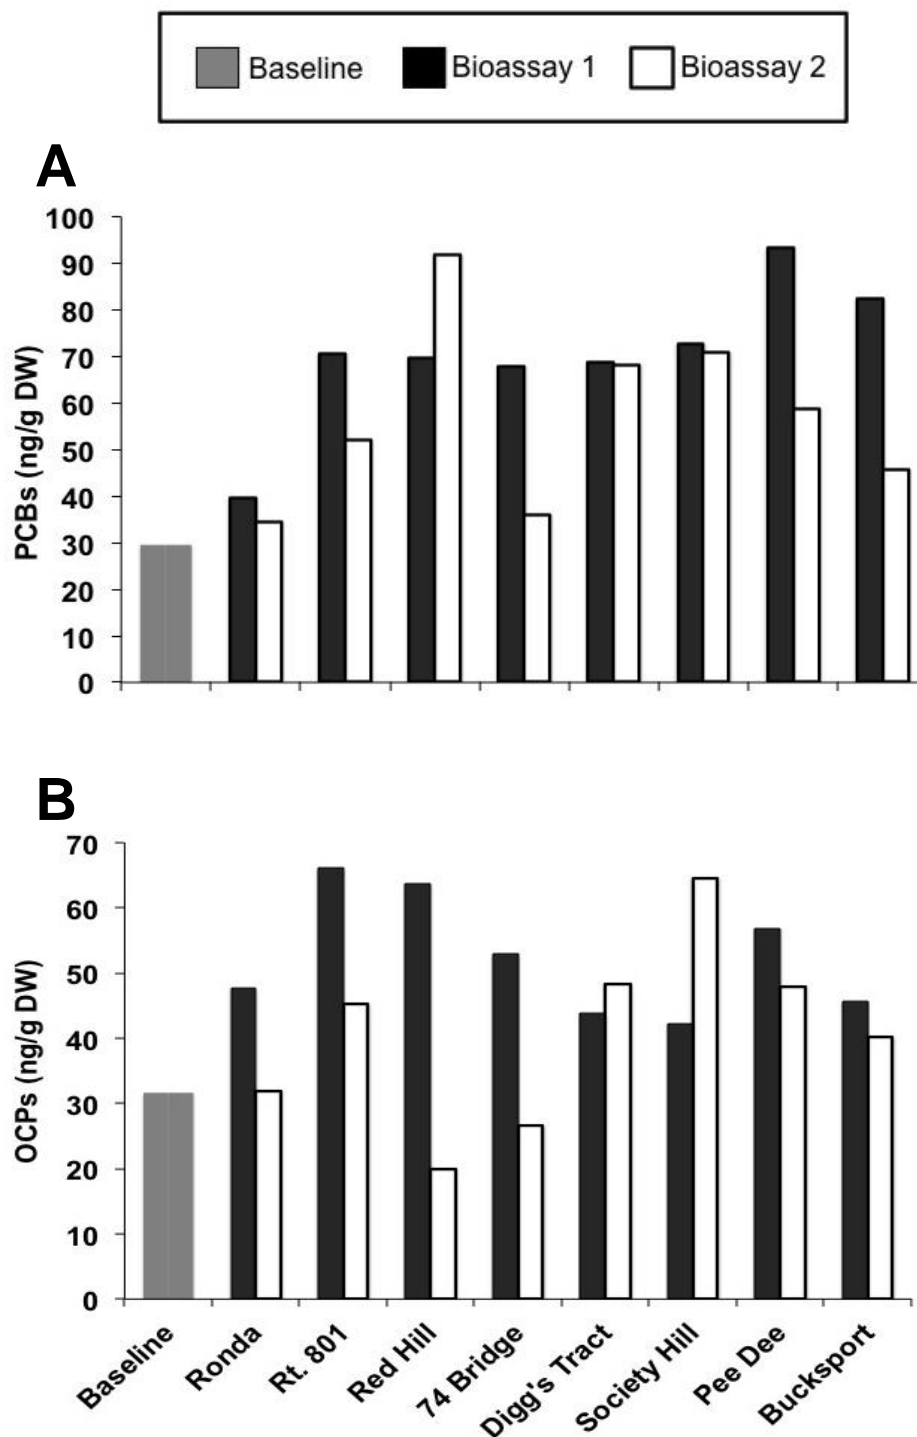 Baseline Bioassay 1 Bioassay 2
A
PCBs (ng/g DW)
100
90
80
70
60
50
40
30
20
10
0
B
OCPs (ng/g DW)
70
60
50
40
30
20
10
0
Baseline
Ronda
Rt. 801
Red Hill
74 Bridge
Digg's Tract
Society Hill
Pee Dee
Bucksport